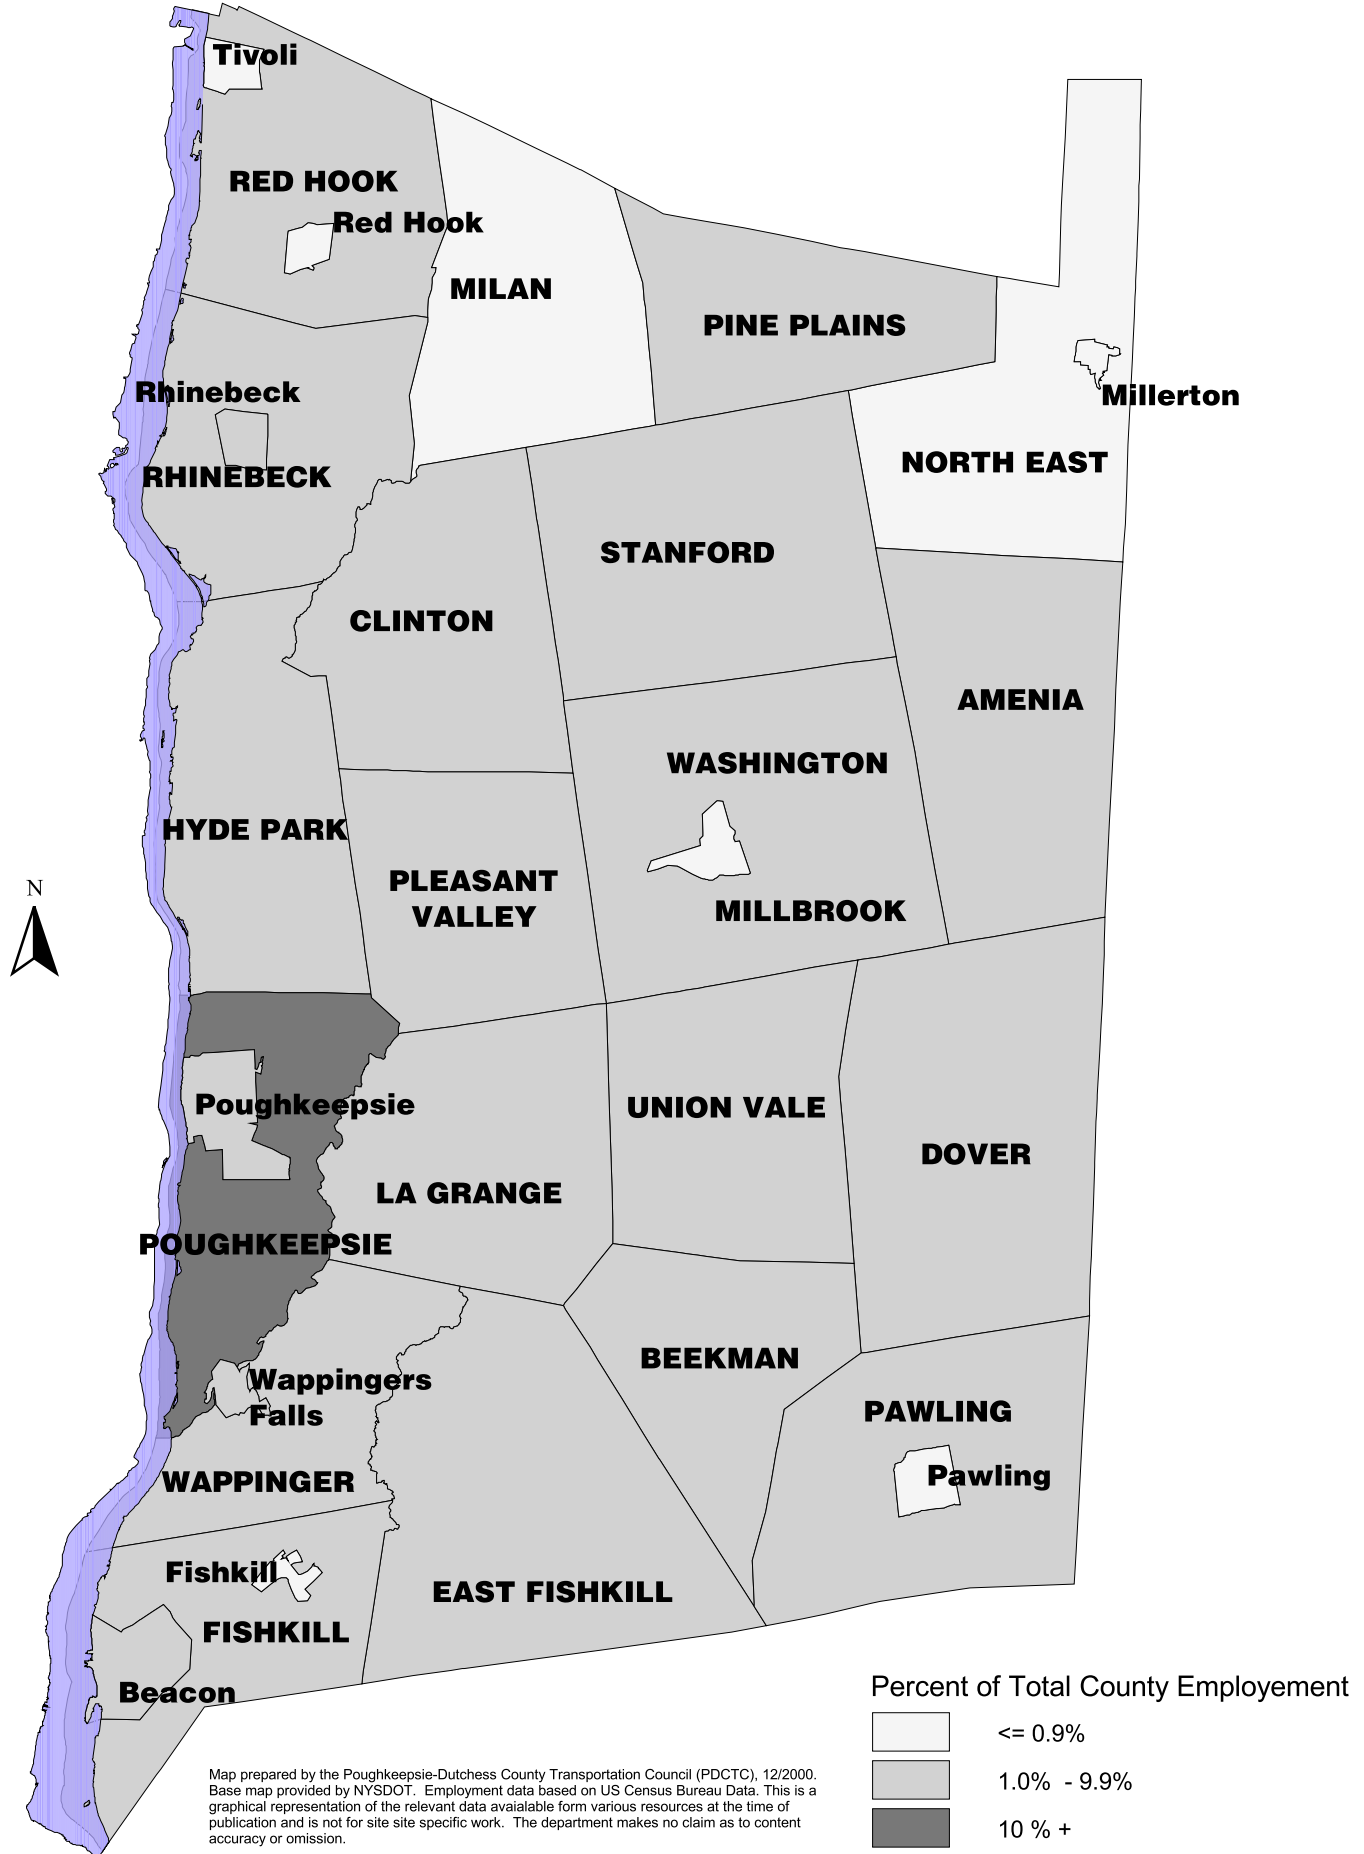 Tivoli
RED HOOK
Red Hook
MILAN
PINE PLAINS
Rhinebeck
Millerton
NORTH EAST
RHINEBECK
STANFORD
CLINTON
AMENIA
WASHINGTON
HYDE PARK
PLEASANT
VALLEY
N
MILLBROOK
Poughkeepsie
UNION VALE
DOVER
LA GRANGE
POUGHKEEPSIE
BEEKMAN
Wappingers
Falls
PAWLING
Pawling
WAPPINGER
Fishkill
EAST FISHKILL
FISHKILL
Beacon
Percent of Total County Employement
<= 0.9%
1.0% - 9.9%
10 % +
Map prepared by the Poughkeepsie-Dutchess County Transportation Council (PDCTC), 12/2000.
Base map provided by NYSDOT. Employment data based on US Census Bureau Data. This is a
graphical representation of the relevant data avaialable form various resources at the time of
publication and is not for site site specific work. The department makes no claim as to content
accuracy or omission.